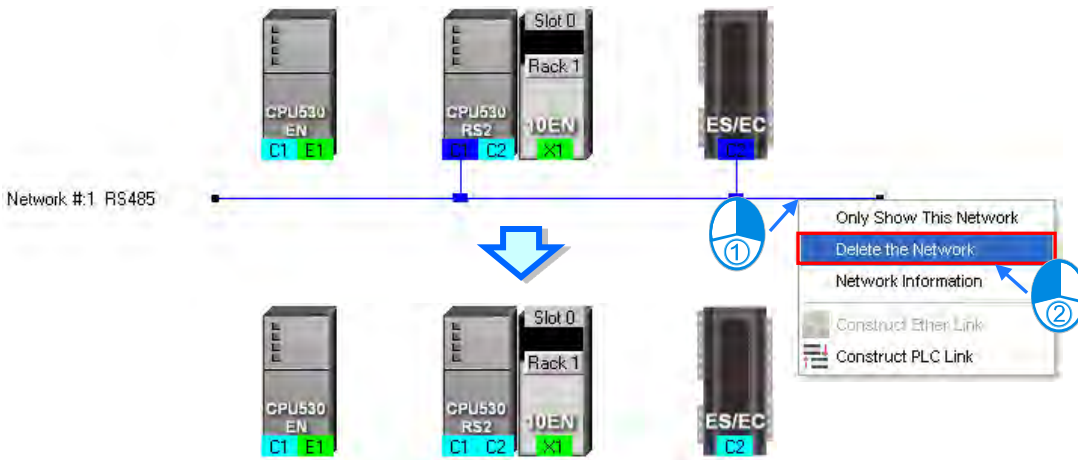 Slot 0
Rack 1
CPU530
EN
C1 E1
CPU530
RS2
C1 C2
10EN
X1
ES/EC
C2
Network #:1 RS485
①
Only Show This Network
Delete the Network
Network Information
Construct Ether Link
Construct PLC Link
②
Slot 0
Rack 1
CPU530
EN
C1 E1
CPU530
RS2
C1 C2
10EN
X1
ES/EC
C2